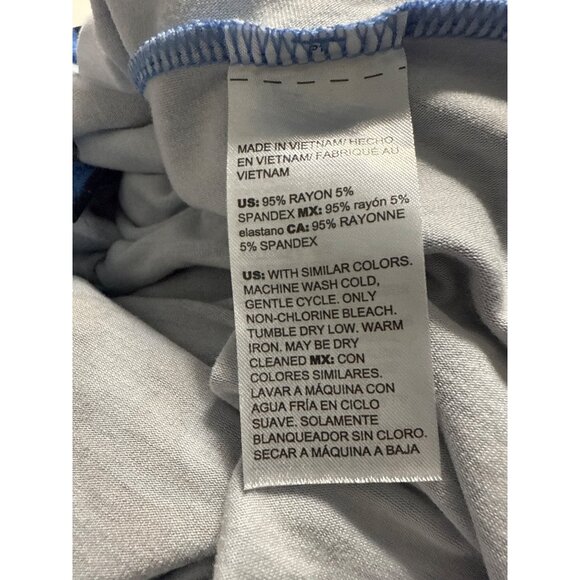 MADE IN VIETNAM/ HECHO
EN VIETNAM/ FABRIQUÉ AU
VIETNAM
US: 95% RAYON 5%
SPANDEX MX: 95% rayón 5%
elastano CA: 95% RAYONNE
5% SPANDEX
US: WITH SIMILAR COLORS.
MACHINE WASH COLD,
GENTLE CYCLE. ONLY
NON-CHLORINE BLEACH.
TUMBLE DRY LOW. WARM
IRON. MAY BE DRY
CLEANED MX: CON
COLORES SIMILARES.
LAVAR A MÁQUINA CON
AGUA FRÍA EN CICLO
SUAVE. SOLAMENTE
BLANQUEADOR SIN CLORO.
SECAR A MÁQUINA A BAJA